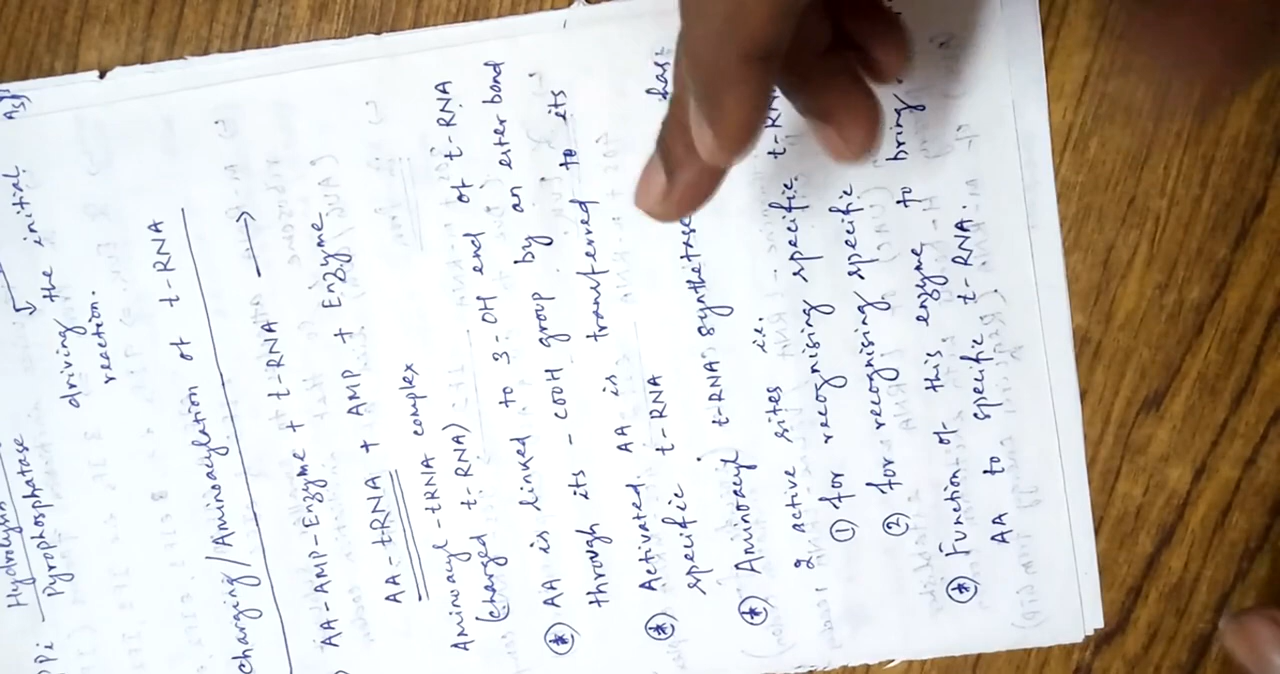 PPi Hydrolysis
Pyrophosphatase
driving the initial
reaction.
charging/Aminoacylation of t-RNA
AA-AMP-Enzyme + t-RNA →
AA-tRNA + AMP + Enzyme
Aminoacyl-tRNA complex
(charged t-RNA)
* AA is linked to 3-OH end of t-RNA
through its -COOH group by an ester bond
* Activated AA is transferred to its
specific t-RNA
* Aminoacyl t-RNA synthetase has
2 active sites i.e.
① for recognising specific t-RN
② for recognising specific
* Function of this enzyme to bring
AA to specific t-RNA.